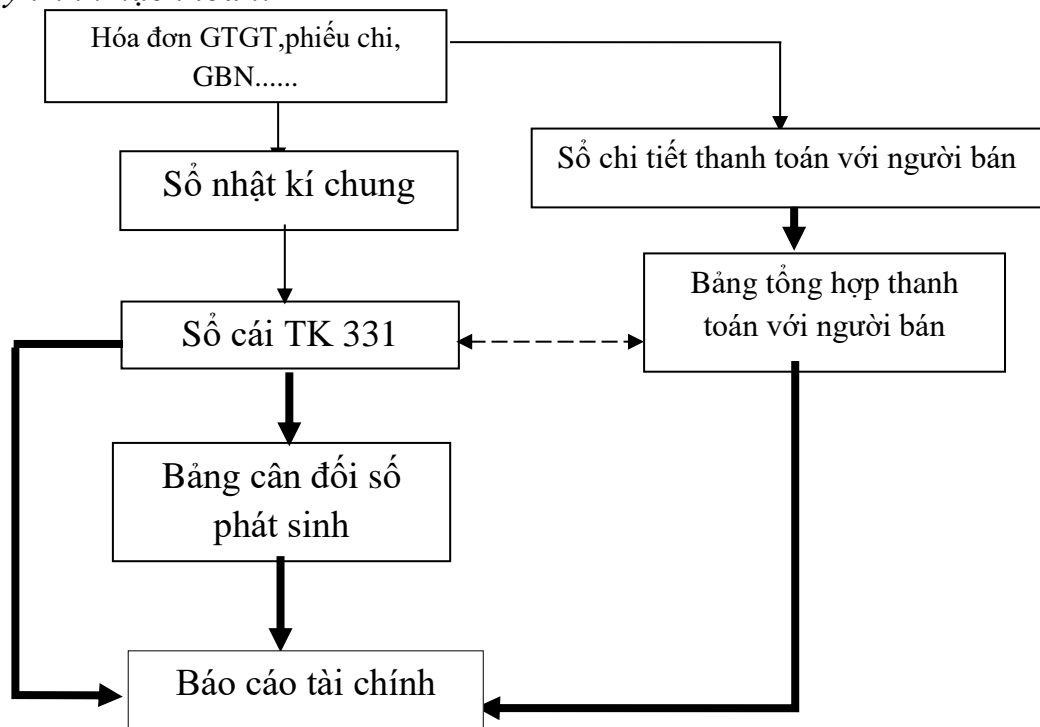 Hóa đơn GTGT,phiếu chi,
GBN......
Sổ chi tiết thanh toán với người bán
Sổ nhật kí chung
Bảng tổng hợp thanh
toán với người bán
Sổ cái TK 331
Bảng cân đối số
phát sinh
Báo cáo tài chính